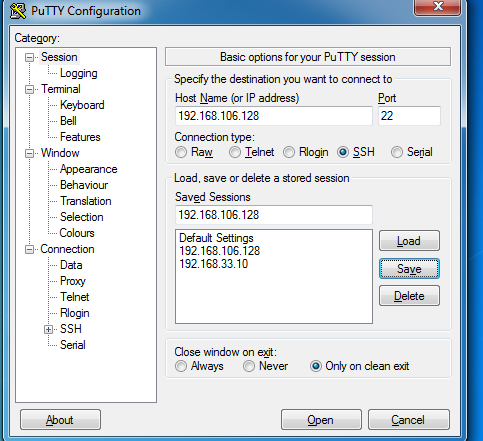 PuTTY Configuration
Category:
Session
Logging
Terminal
Keyboard
Bell
Features
Window
Appearance
Behaviour
Translation
Selection
Colours
Connection
Data
Proxy
Telnet
Rlogin
SSH
Serial
Basic options for your PuTTY session
Specify the destination you want to connect to
Host Name (or IP address) Port
192.168.106.128 22
Connection type:
Raw Telnet Rlogin SSH Serial
Load, save or delete a stored session
Saved Sessions
192.168.106.128
Default Settings
192.168.106.128
192.168.33.10
Load
Save
Delete
Close window on exit:
Always Never Only on clean exit
About Open Cancel